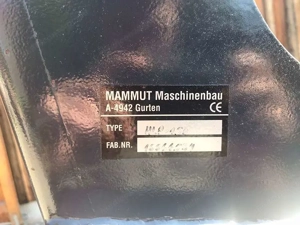 MAMMUT Maschinenbau
A-4942 Gurten CE
TYPE
FAB.NR.